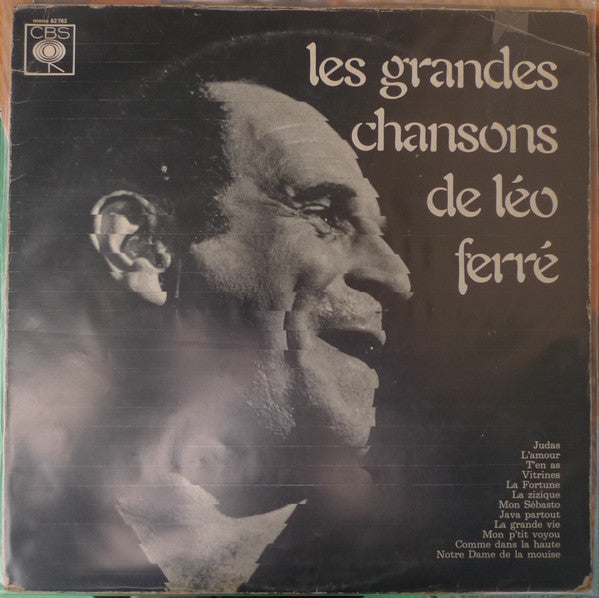 mono 62762
CBS
les grandes
chansons
de léo
ferré
Judas
L'amour
T'en as
Vitrines
La Fortune
La zizique
Mon Sébasto
Java partout
La grande vie
Mon p'tit voyou
Comme dans la haute
Notre Dame de la mouise